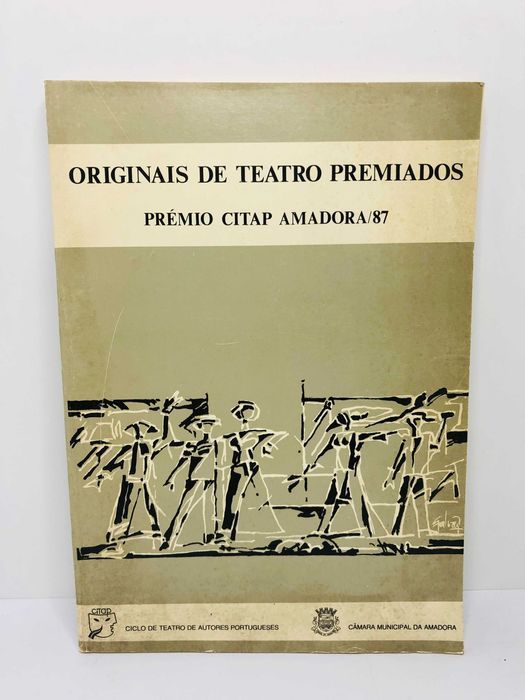 ORIGINAIS DE TEATRO PREMIADOS
PRÉMIO CITAP AMADORA/87
citap
CICLO DE TEATRO DE AUTORES PORTUGUESES
CÂMARA MUNICIPAL DA AMADORA